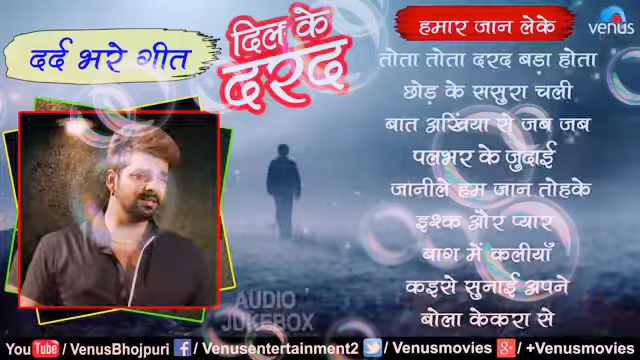 दर्द भरे गीत
दिल के
दरद
हमार जान लेके
venus
तोता तोता दरद बड़ा होता
छोड़ के ससुरा चली
बात अखिंया से जब जब
पलभर के जुदाई
जानीले हम जान तोहके
इश्क और प्यार
बाग में कलीयाँ
कइसे सुनाई अपने
बोला केकरा से
AUDIO
JUKEBOX
You Tube / VenusBhojpuri f / Venusentertainment2 / Venusmovies g+ / +Venusmovies